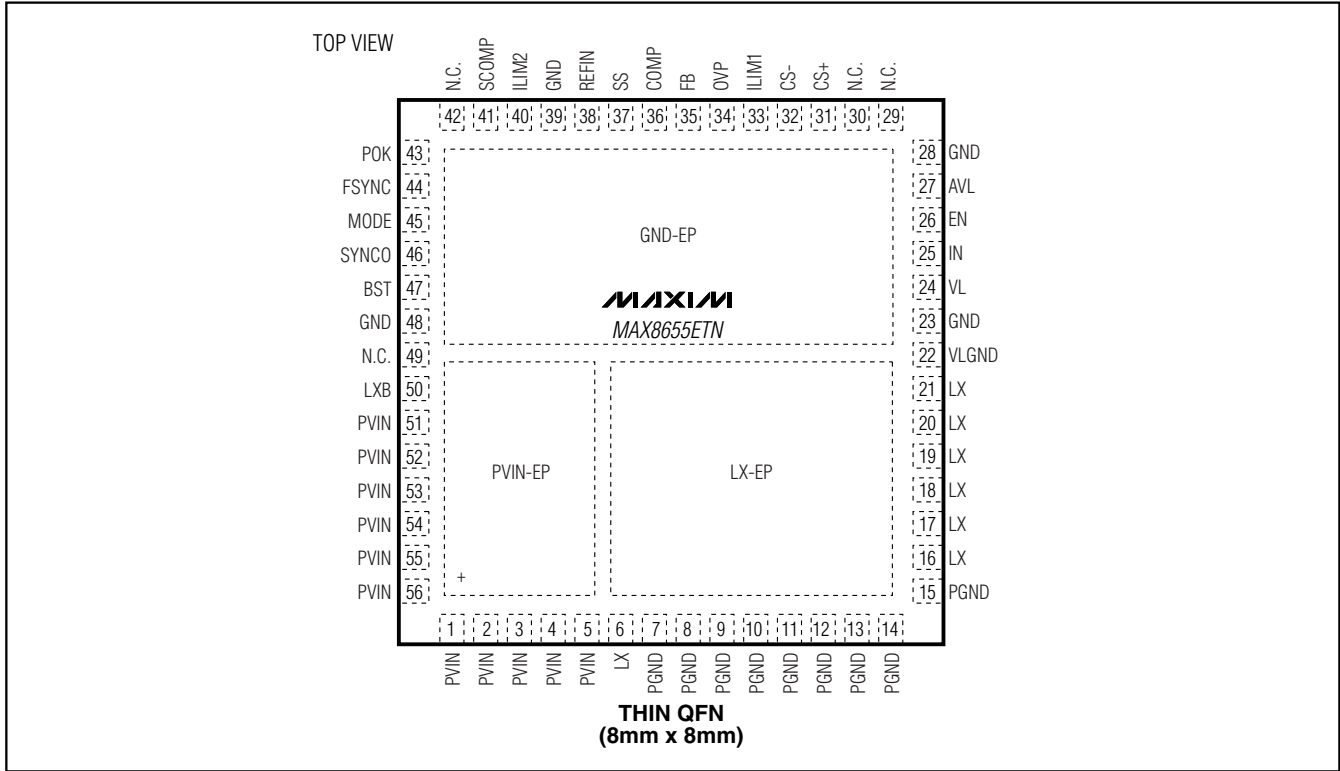 TOP VIEW
N.C. SCOMP ILIM2 GND REFIN SS COMP FB OVP ILIM1 CS- CS+ N.C. N.C.
42 41 40 39 38 37 36 35 34 33 32 31 30 29
POK 43 28 GND
FSYNC 44 27 AVL
MODE 45 26 EN
GND-EP
SYNCO 46 25 IN
BST 47 24 VL
MAXIM
GND 48 23 GND
MAX8655ETN
N.C. 49 22 VLGND
LXB 50 21 LX
PVIN 51 20 LX
PVIN 52 19 LX
PVIN-EP LX-EP
PVIN 53 18 LX
PVIN 54 17 LX
PVIN 55 16 LX
+
PVIN 56 15 PGND
1 2 3 4 5 6 7 8 9 10 11 12 13 14
PVIN PVIN PVIN PVIN PVIN LX PGND PGND PGND PGND PGND PGND PGND PGND
THIN QFN
(8mm x 8mm)